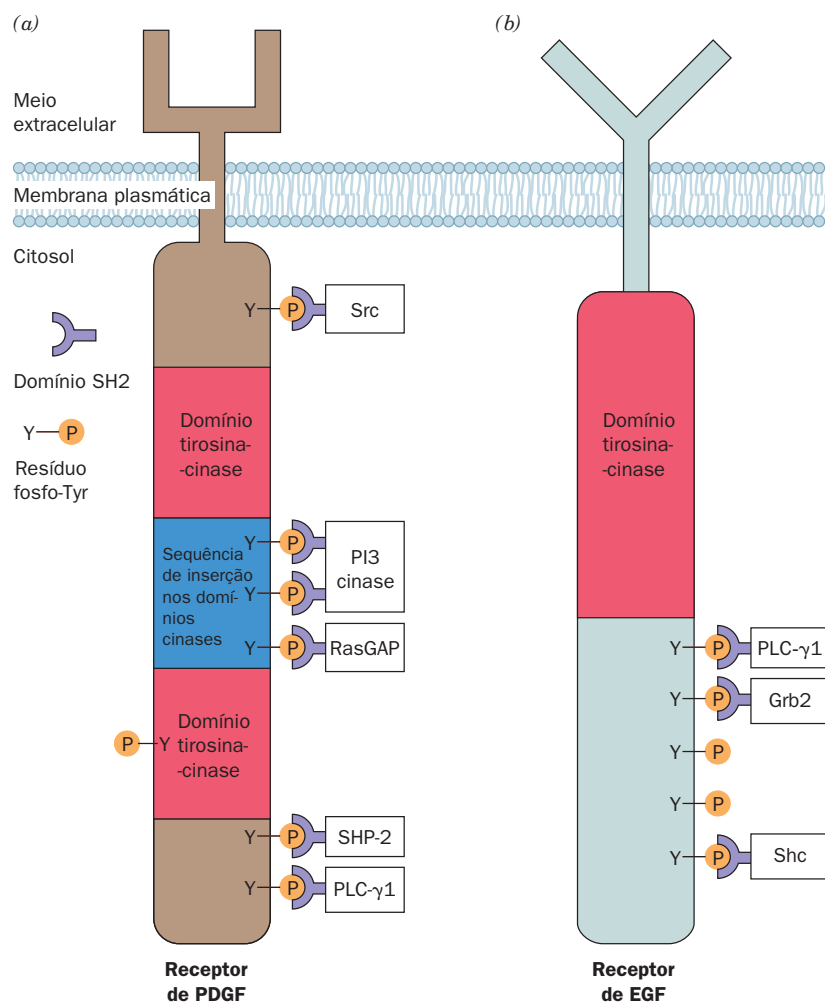 (a)
Meio
extracelular
Membrana plasmática
Citosol
Domínio SH2
Y P
Resíduo
fosfo-Tyr
Y P Src
Domínio
tirosina-
-cinase
Sequência
de inserção
nos domí-
nios
cinases
Y P
Y P
PI3
cinase
Y P RasGAP
P Y
Domínio
tirosina-
-cinase
Y P SHP-2
Y P PLC-γ1
Receptor
de PDGF
(b)
Domínio
tirosina-
-cinase
Y P PLC-γ1
Y P Grb2
Y P
Y P
Y P Shc
Receptor
de EGF